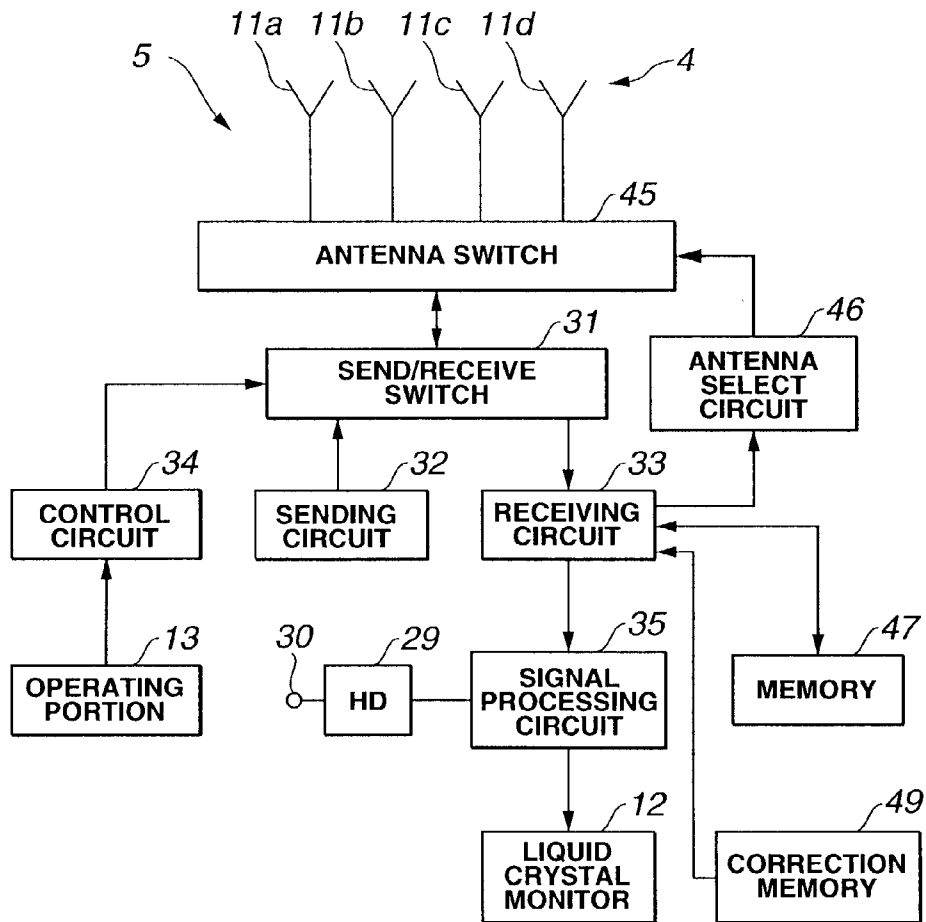 11a 11b 11c 11d
5
4
45
ANTENNA SWITCH
31
46
SEND/RECEIVE
SWITCH
ANTENNA
SELECT
CIRCUIT
34
32
33
CONTROL
CIRCUIT
SENDING
CIRCUIT
RECEIVING
CIRCUIT
13
30
29
35
47
OPERATING
PORTION
HD
SIGNAL
PROCESSING
CIRCUIT
MEMORY
12
49
LIQUID
CRYSTAL
MONITOR
CORRECTION
MEMORY